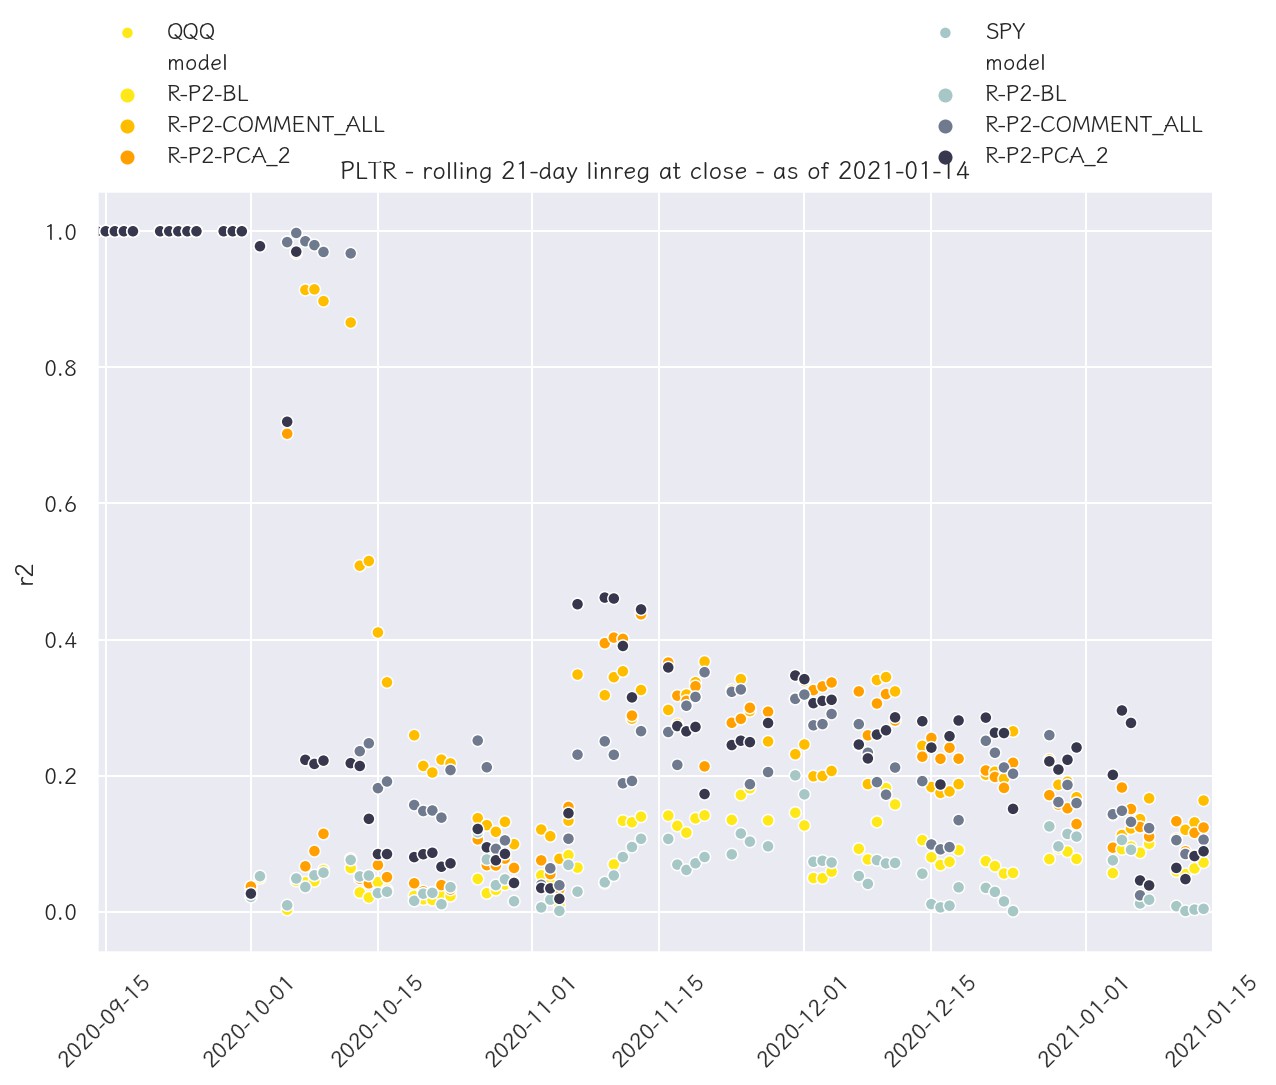 QQQ
model
R-P2-BL
R-P2-COMMENT_ALL
R-P2-PCA_2
SPY
model
R-P2-BL
R-P2-COMMENT_ALL
R-P2-PCA_2
PLTR - rolling 21-day linreg at close - as of 2021-01-14
1.0
0.8
0.6
0.4
0.2
0.0
r2
2020-09-15
2020-10-01
2020-10-15
2020-11-01
2020-11-15
2020-12-01
2020-12-15
2021-01-01
2021-01-15